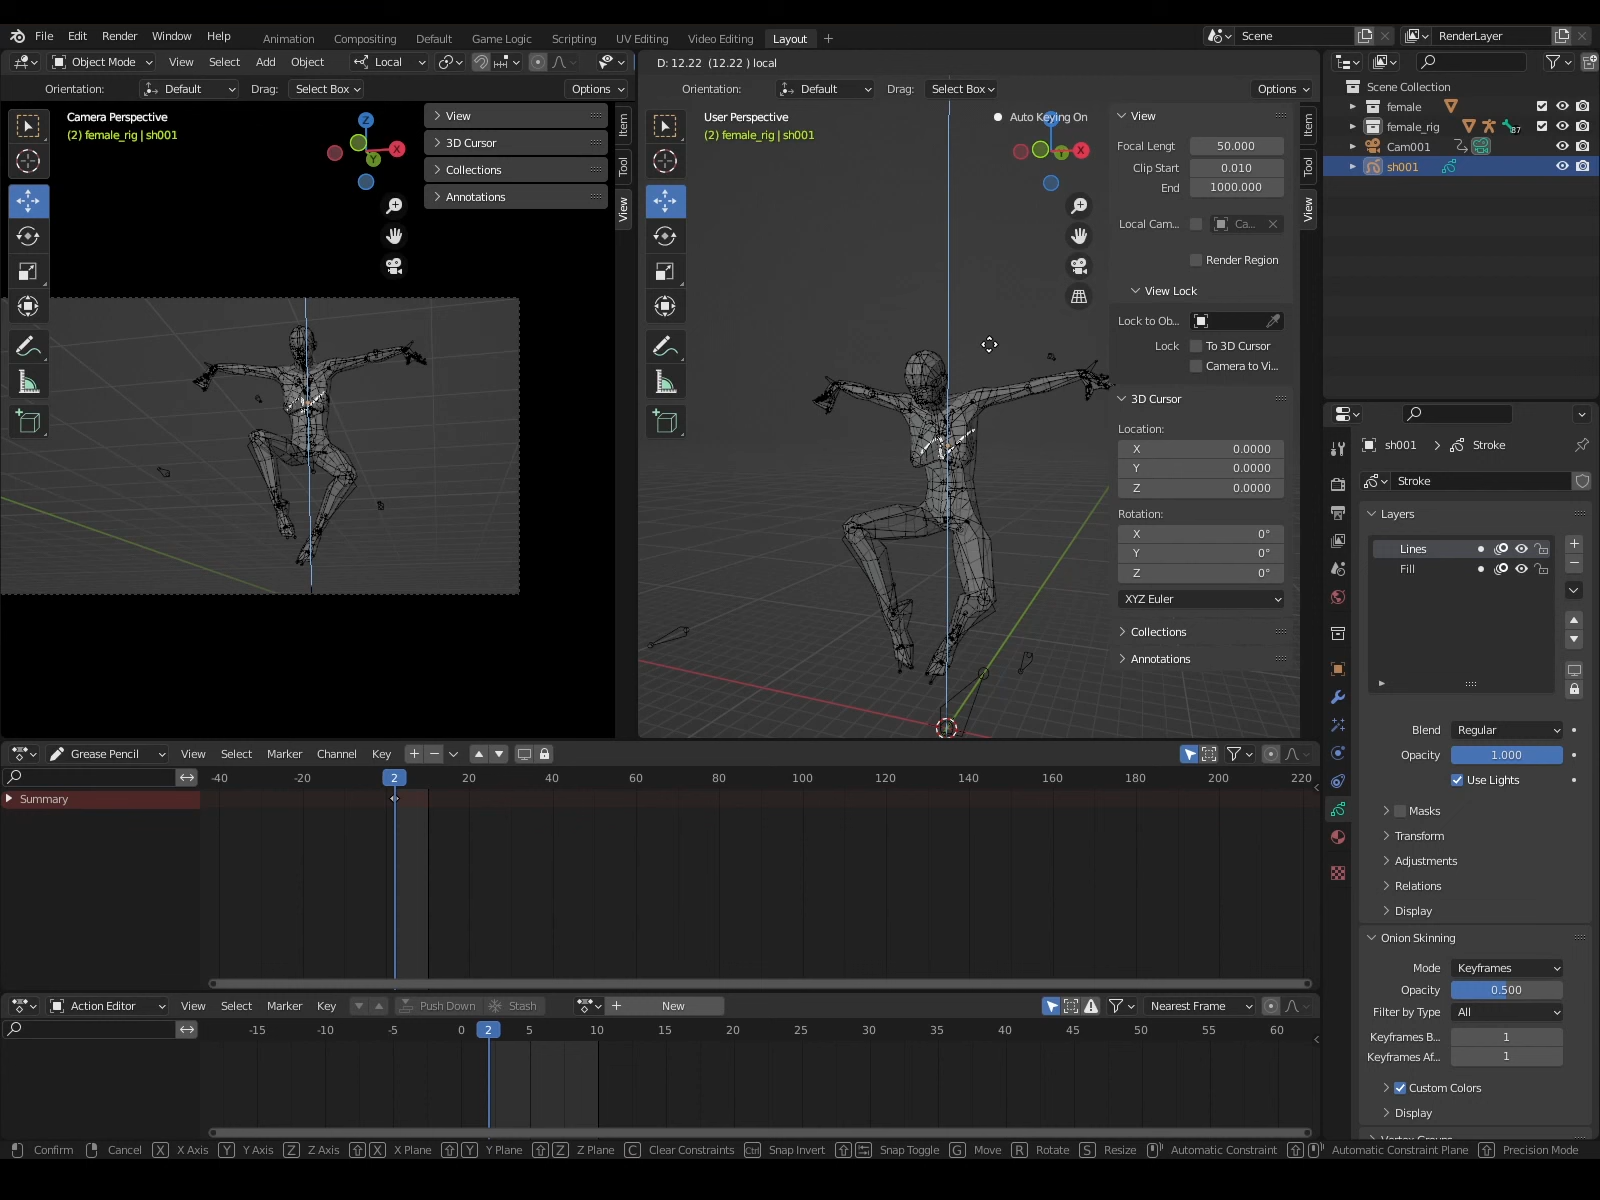 File Edit Render Window Help Animation Compositing Default Game Logic Scripting UV Editing Video Editing Layout + Scene RenderLayer
Object Mode View Select Add Object Local D: 12.22 (12.22 ) local
Orientation: Default Drag: Select Box Options Orientation: Default Drag: Select Box Options
Camera Perspective
(2) female_rig | sh001
Z
X
Y
View
3D Cursor
Collections
Annotations
Item
Tool
View
User Perspective
(2) female_rig | sh001
Auto Keying On
X
Y
View
Focal Lengt 50.000
Clip Start 0.010
End 1000.000
Local Cam... Ca...
Render Region
View Lock
Lock to Ob...
Lock To 3D Cursor
Camera to Vi...
3D Cursor
Location:
X 0.0000
Y 0.0000
Z 0.0000
Rotation:
X 0°
Y 0°
Z 0°
XYZ Euler
Collections
Annotations
Item
Tool
View
Scene Collection
female
female_rig 87
Cam001
sh001
sh001 > Stroke
Stroke
Layers
Lines
Fill
Blend Regular
Opacity 1.000
Use Lights
Masks
Transform
Adjustments
Relations
Display
Onion Skinning
Mode Keyframes
Opacity 0.500
Filter by Type All
Keyframes B... 1
Keyframes Af... 1
Custom Colors
Display
Grease Pencil View Select Marker Channel Key
-40 -20 2 20 40 60 80 100 120 140 160 180 200 220
Summary
Action Editor View Select Marker Key Push Down Stash New Nearest Frame
-15 -10 -5 0 2 5 10 15 20 25 30 35 40 45 50 55 60
Confirm Cancel X X Axis Y Y Axis Z Z Axis X X Plane Y Y Plane Z Z Plane C Clear Constraints Ctrl Snap Invert Snap Toggle G Move R Rotate S Resize Automatic Constraint Automatic Constraint Plane Precision Mode